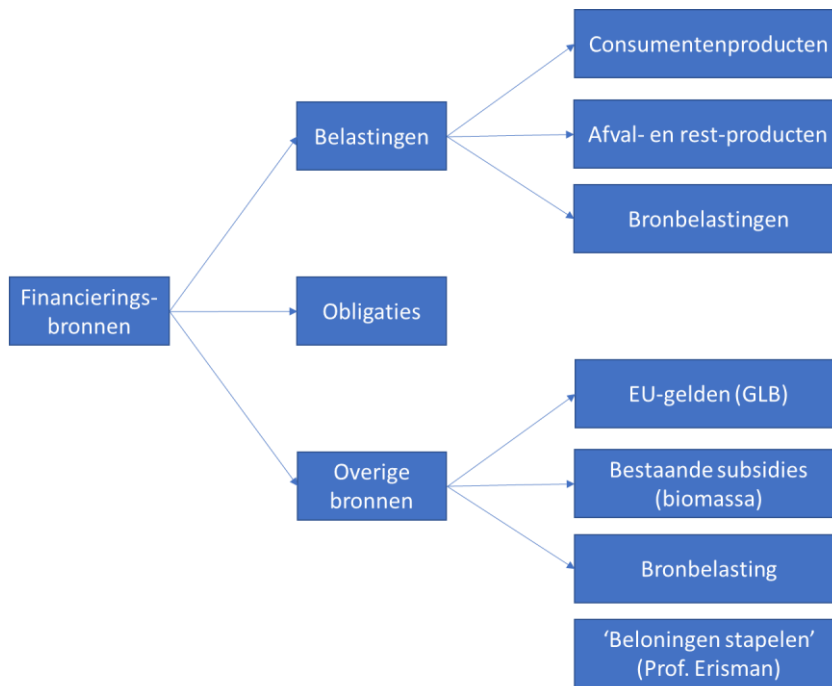 Consumentenproducten
Belastingen
Afval- en rest-producten
Bronbelastingen
Financierings-
bronnen
Obligaties
EU-gelden (GLB)
Overige
bronnen
Bestaande subsidies
(biomassa)
Bronbelasting
‘Beloningen stapelen’
(Prof. Erisman)